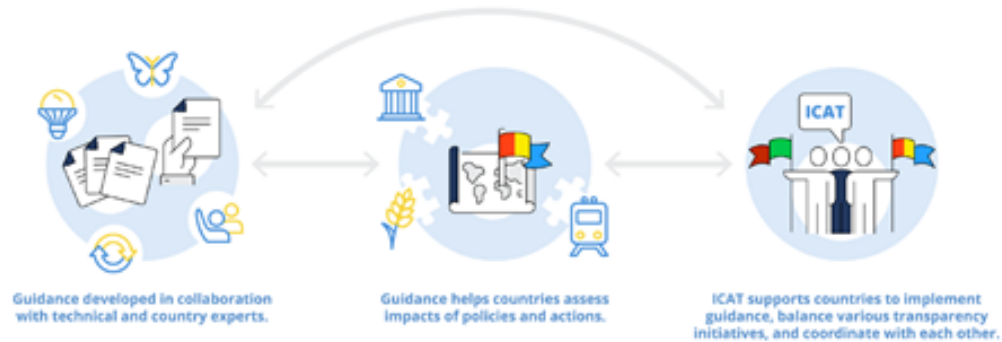 ICAT
Guidance developed in collaboration
with technical and country experts.
Guidance helps countries assess
impacts of policies and actions.
ICAT supports countries to implement
guidance, balance various transparency
initiatives, and coordinate with each other.